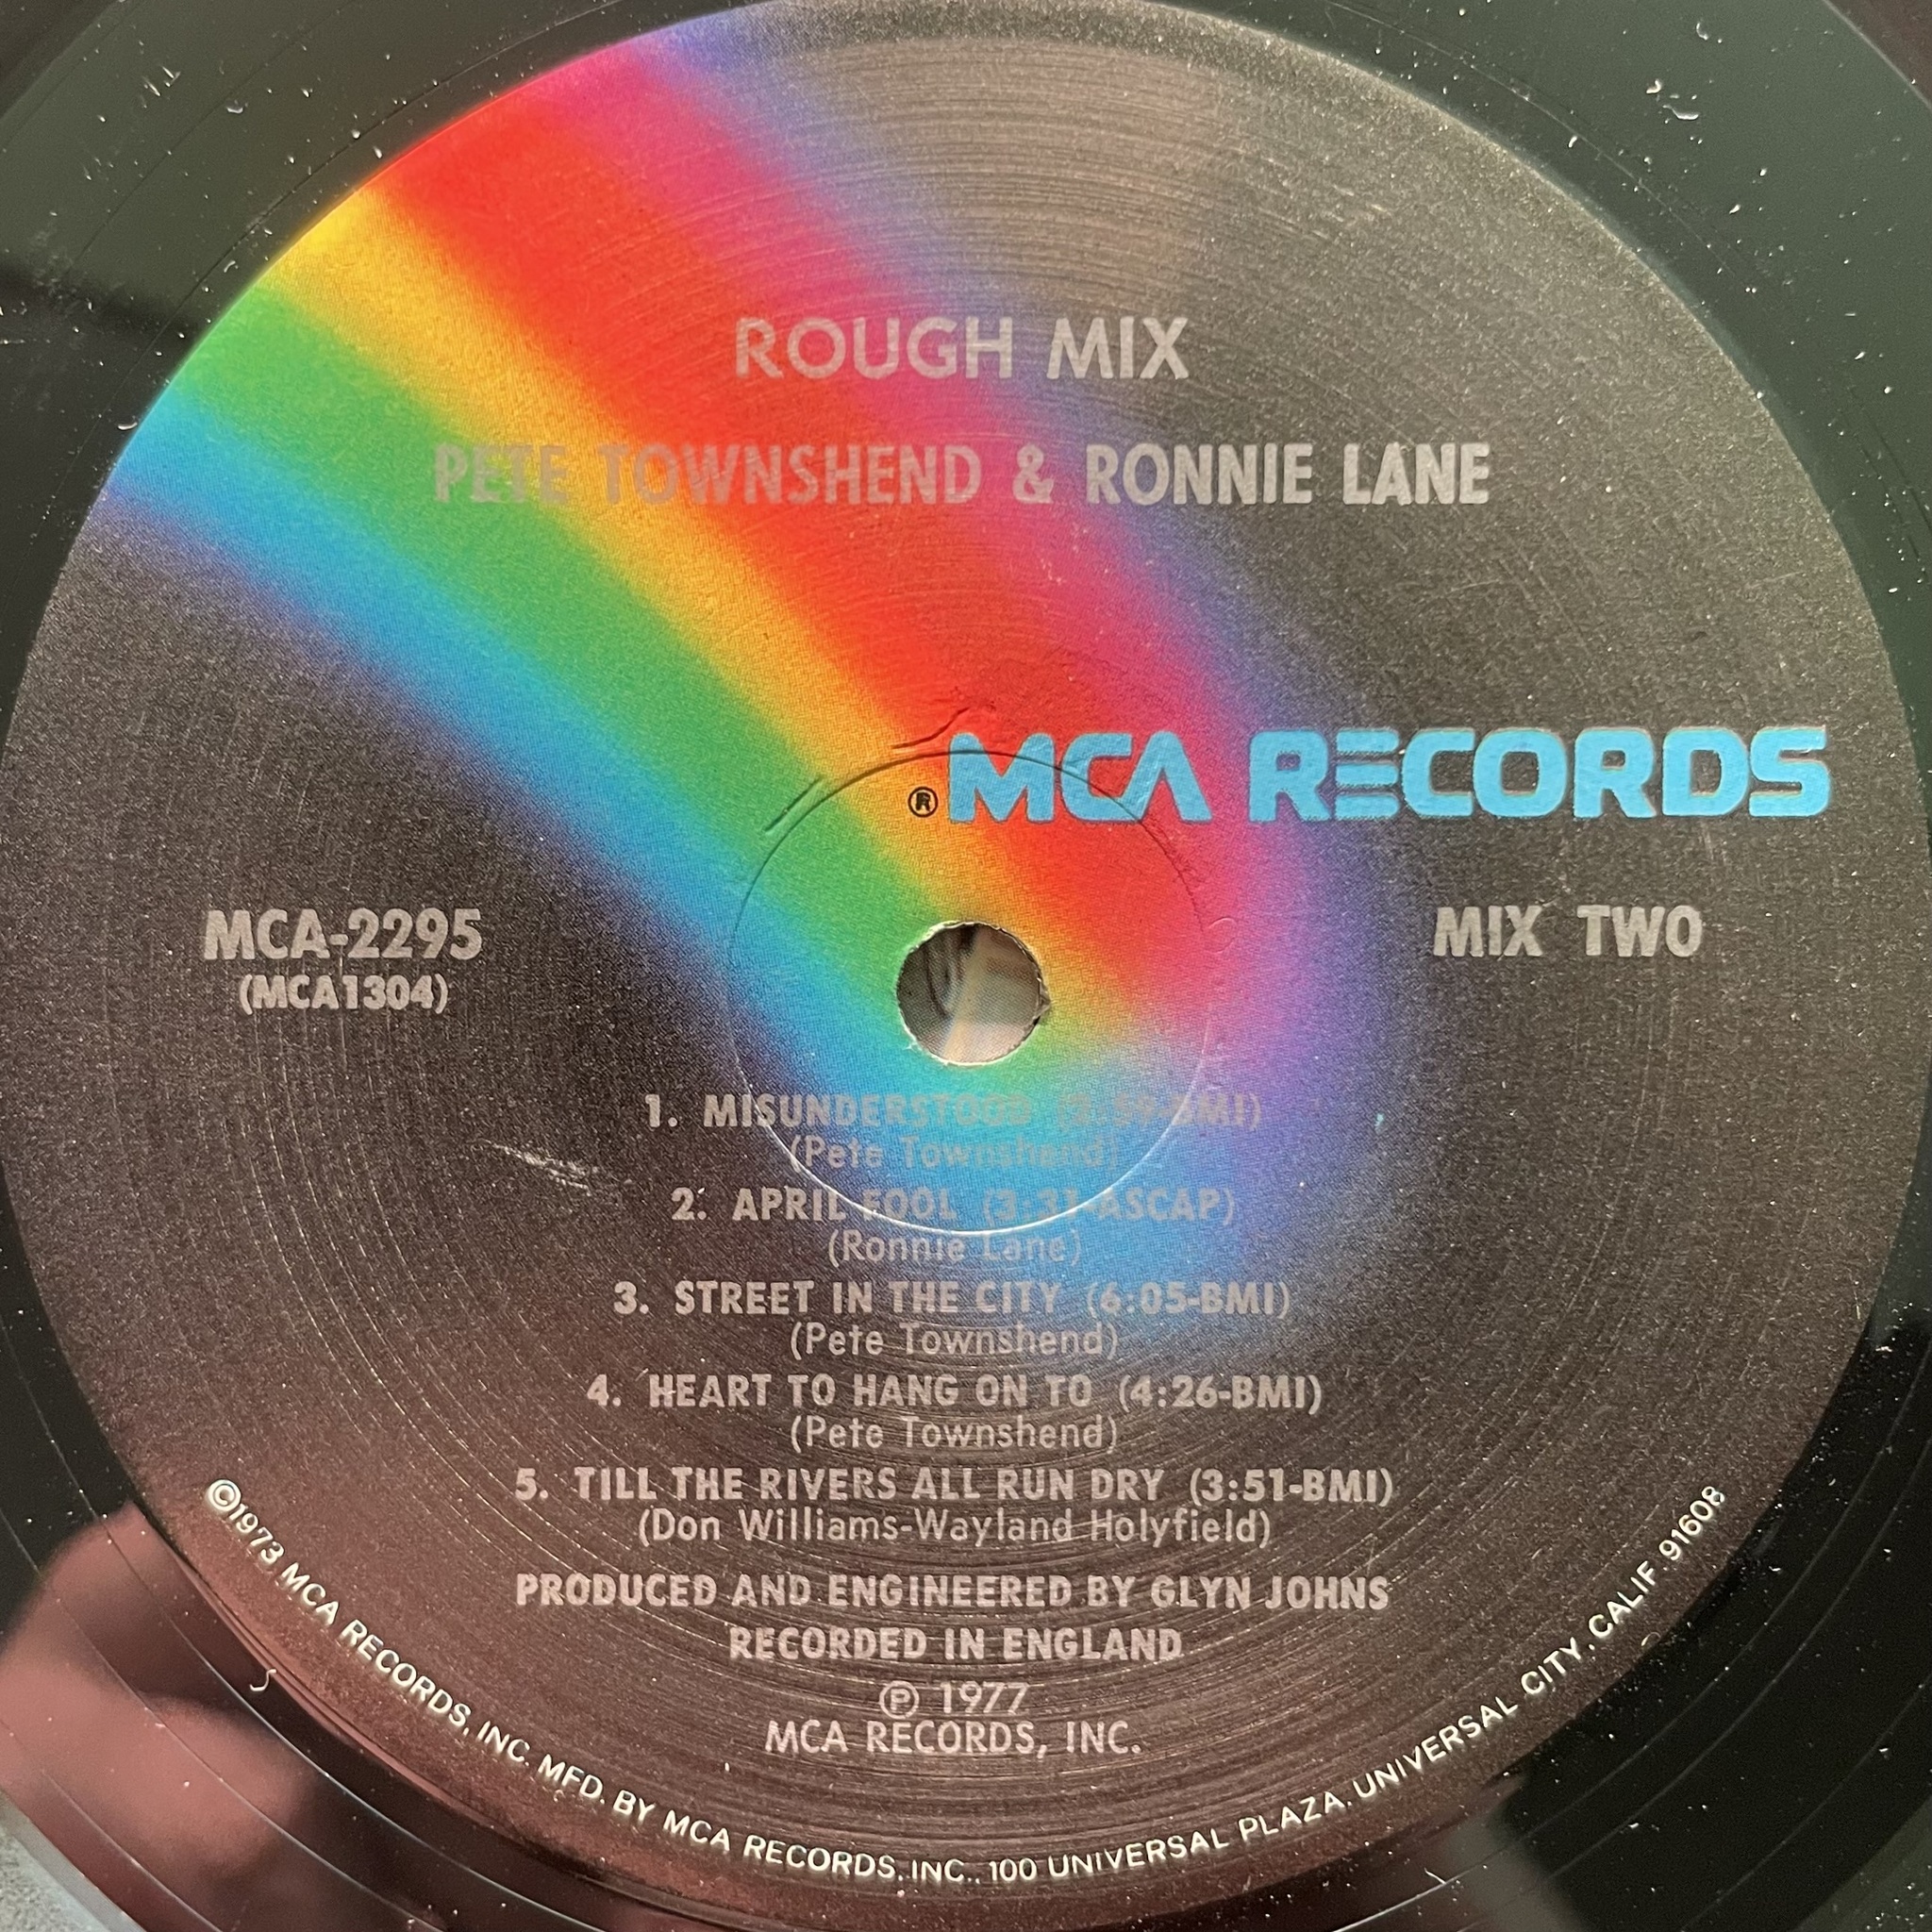 ROUGH MIX
PETE TOWNSHEND & RONNIE LANE
® MCA RECORDS
MCA-2295
(MCA1304)
MIX TWO
1. MISUNDERSTOOD (2:59-BMI)
(Pete Townshend)
2. APRIL FOOL (3:31-ASCAP)
(Ronnie Lane)
3. STREET IN THE CITY (6:05-BMI)
(Pete Townshend)
4. HEART TO HANG ON TO (4:26-BMI)
(Pete Townshend)
5. TILL THE RIVERS ALL RUN DRY (3:51-BMI)
(Don Williams-Wayland Holyfield)
PRODUCED AND ENGINEERED BY GLYN JOHNS
RECORDED IN ENGLAND
℗ 1977
MCA RECORDS, INC.
©1973 MCA RECORDS, INC. MFD. BY MCA RECORDS, INC., 100 UNIVERSAL PLAZA, UNIVERSAL CITY, CALIF. 91608